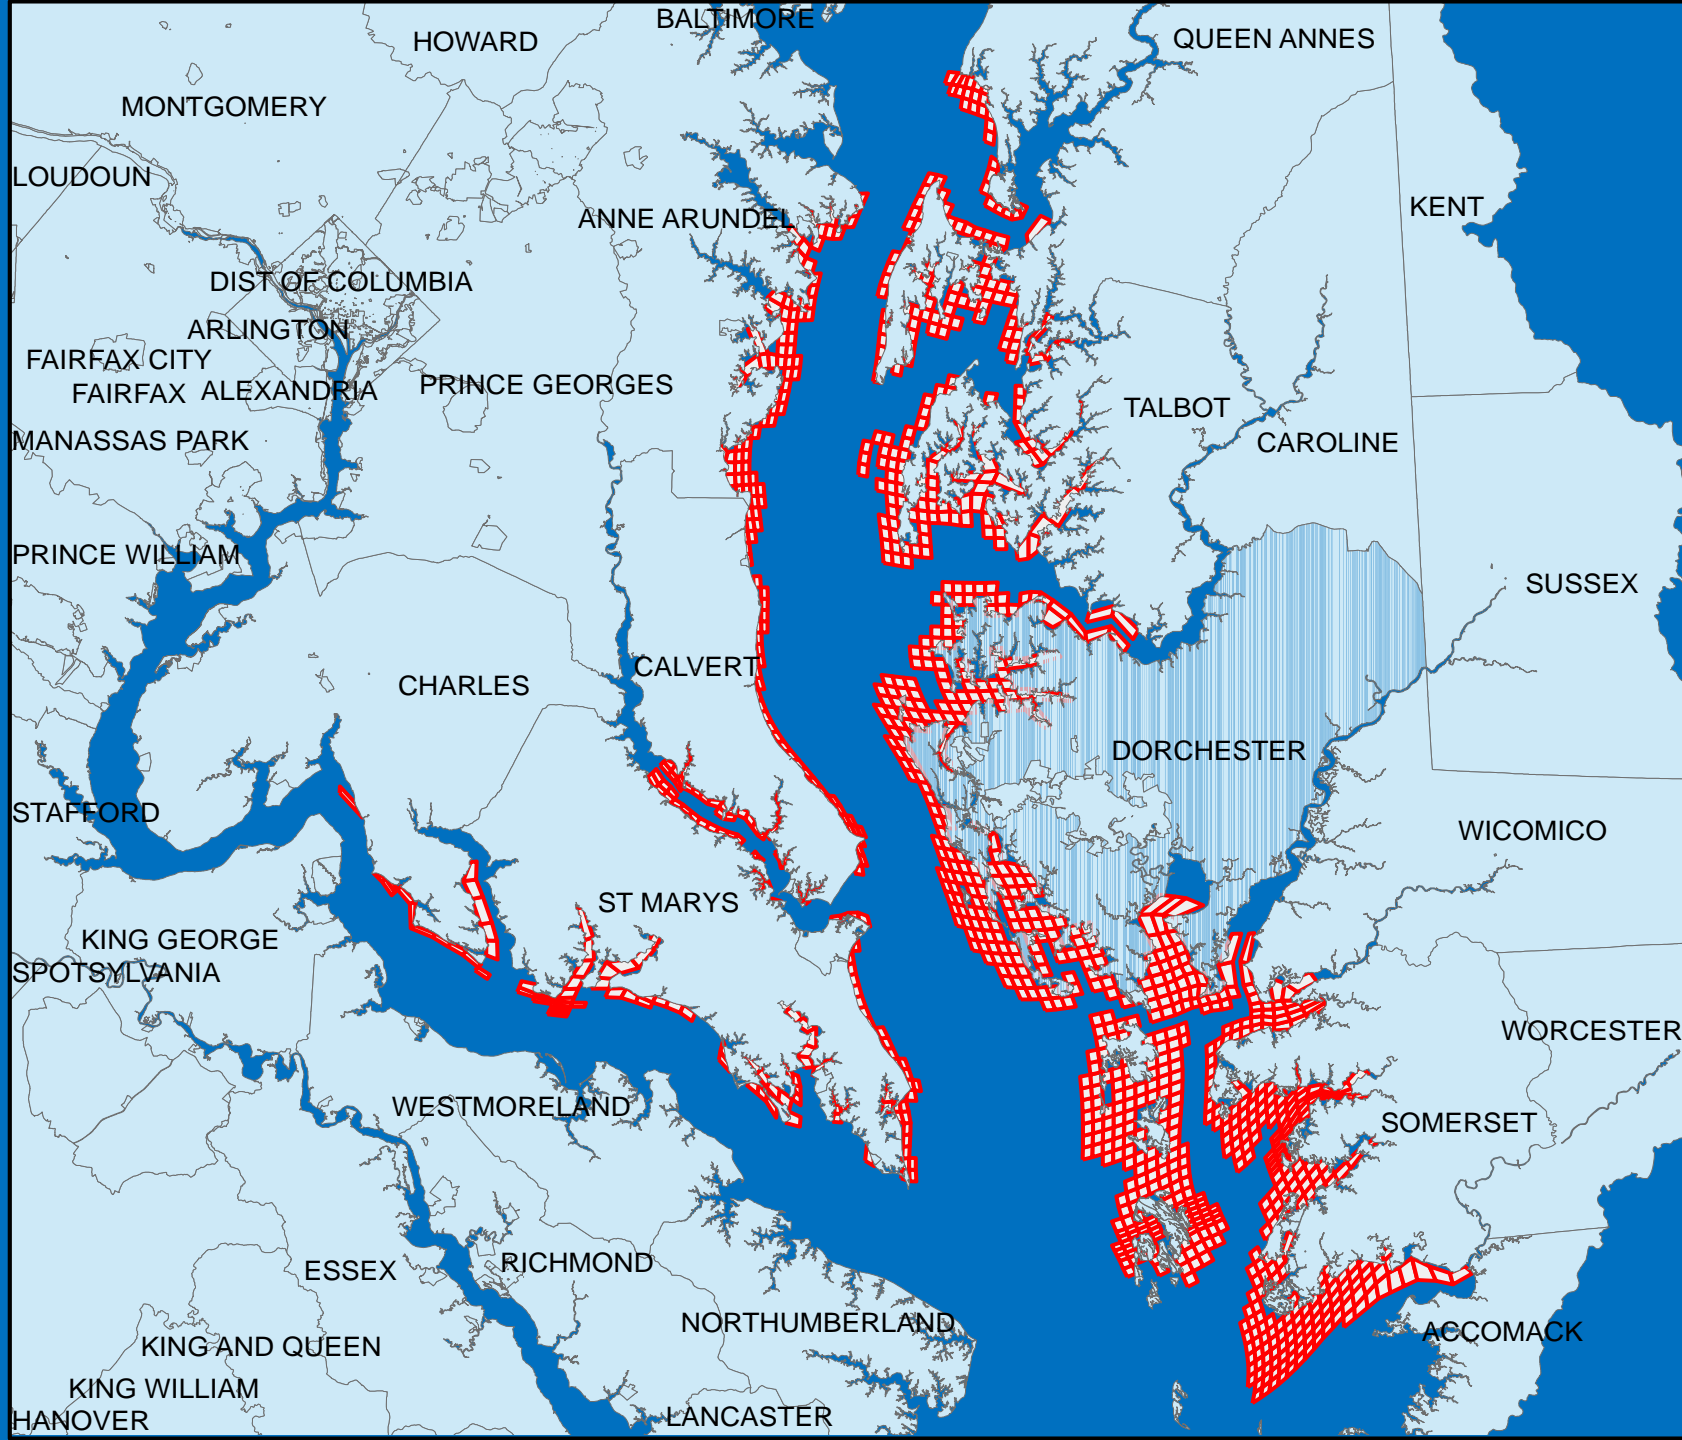 BALTIMORE
HOWARD
QUEEN ANNES
MONTGOMERY
LOUDOUN
KENT
ANNE ARUNDEL
DIST OF COLUMBIA
ARLINGTON
FAIRFAX CITY
FAIRFAX
ALEXANDRIA
PRINCE GEORGES
TALBOT
MANASSAS PARK
CAROLINE
PRINCE WILLIAM
SUSSEX
CALVERT
CHARLES
DORCHESTER
STAFFORD
WICOMICO
ST MARYS
KING GEORGE
SPOTSYLVANIA
WORCESTER
WESTMORELAND
SOMERSET
RICHMOND
ESSEX
NORTHUMBERLAND
ACCOMACK
KING AND QUEEN
KING WILLIAM
LANCASTER
HANOVER